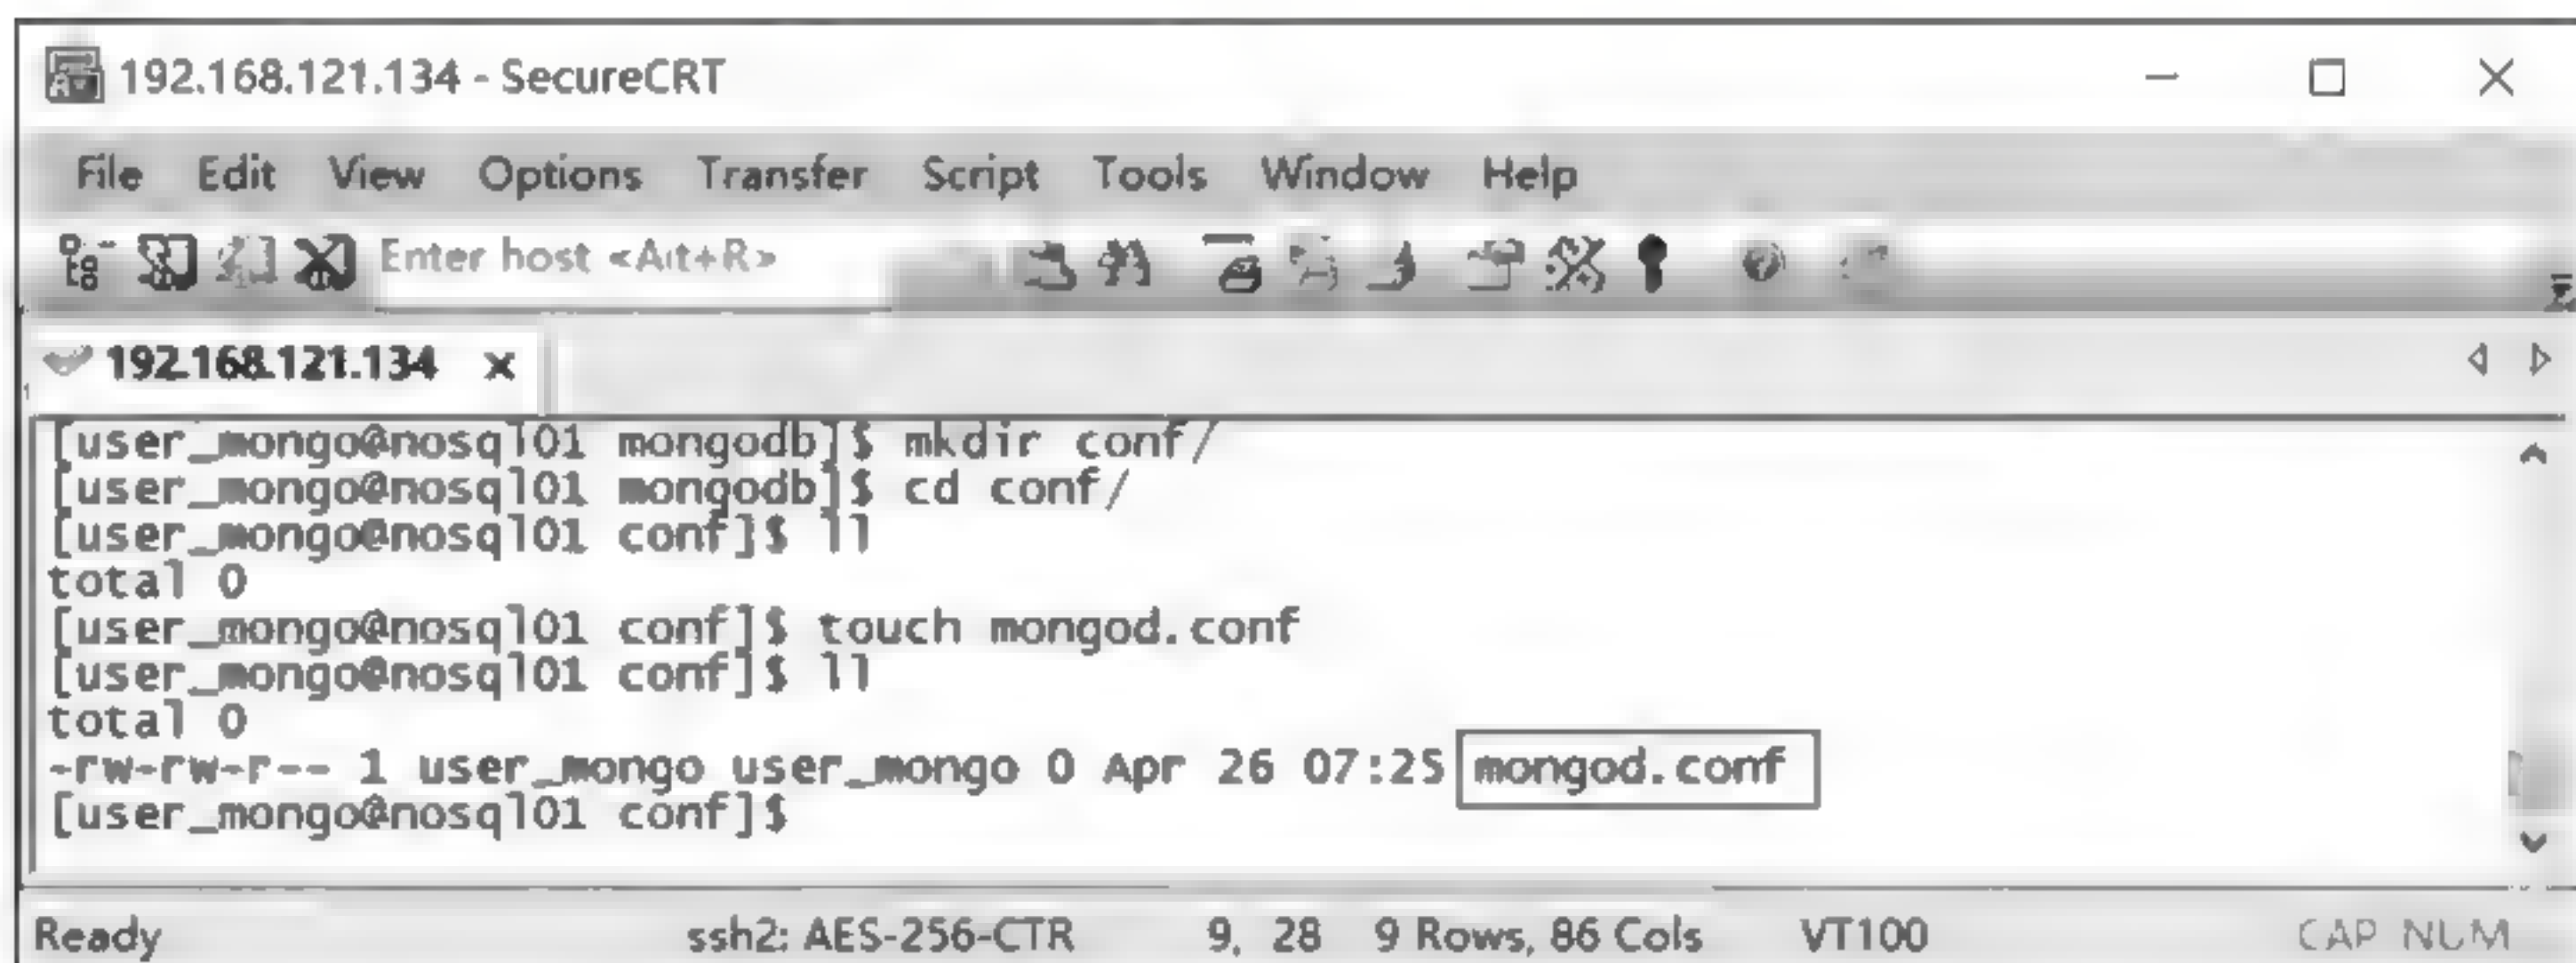 192.168.121.134 - SecureCRT
File Edit View Options Transfer Script Tools Window Help
Enter host <Alt+R>
192.168.121.134 x
[user_mongo@nosql01 mongodb]$ mkdir conf/
[user_mongo@nosql01 mongodb]$ cd conf/
[user_mongo@nosql01 conf]$ ll
total 0
[user_mongo@nosql01 conf]$ touch mongod.conf
[user_mongo@nosql01 conf]$ ll
total 0
-rw-rw-r-- 1 user_mongo user_mongo 0 Apr 26 07:25 mongod.conf
[user_mongo@nosql01 conf]$
Ready ssh2: AES-256-CTR 9, 28 9 Rows, 86 Cols VT100 CAP NUM